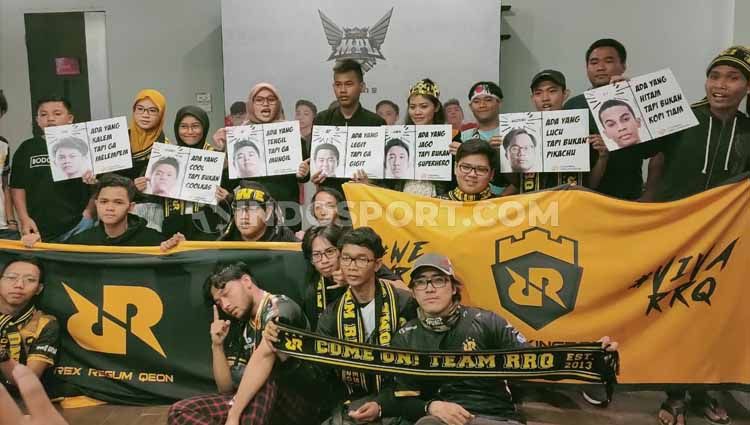 MPL
ADA YANG
KALEM
TAPI GA
MELEMPEM
ADA YANG
COOL
TAPI BUKAN
COOLKAS
ADA YANG
TENGIL
TAPI GA
MUNGIL
ADA YANG
LEGIT
TAPI GA
GIGIT
ADA YANG
JAGO
TAPI BUKAN
SUPERHERO
ADA YANG
LUCU
TAPI BUKAN
PIKACHU
ADA YANG
HITAM
TAPI BUKAN
KOPI TIAM
INDOSPORT.COM
REX REGUM QEON
#WE
#VIVA
RRQ
COME ON! TEAM RRQ EST.
2013